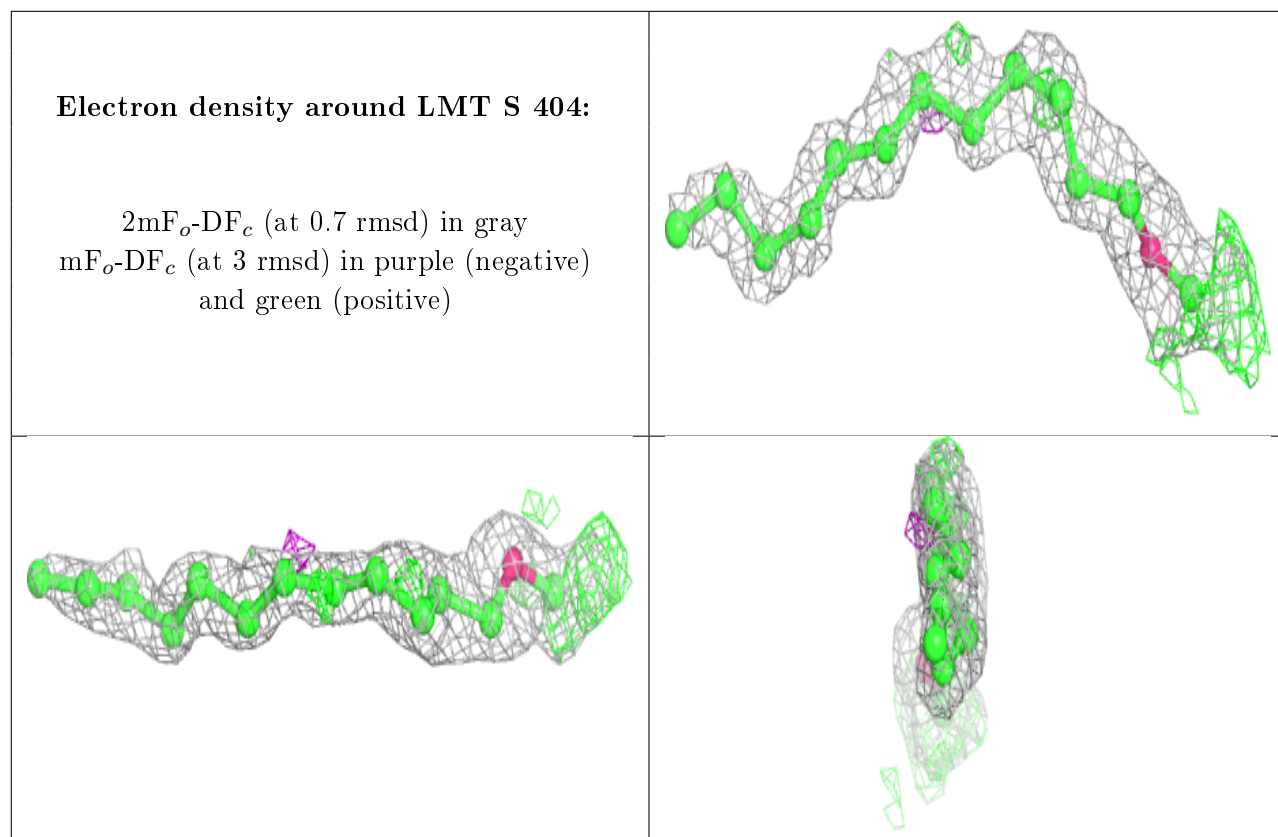 Electron density around LMT S 404:
2mFₒ-DF𝒸 (at 0.7 rmsd) in gray
mFₒ-DF𝒸 (at 3 rmsd) in purple (negative)
and green (positive)